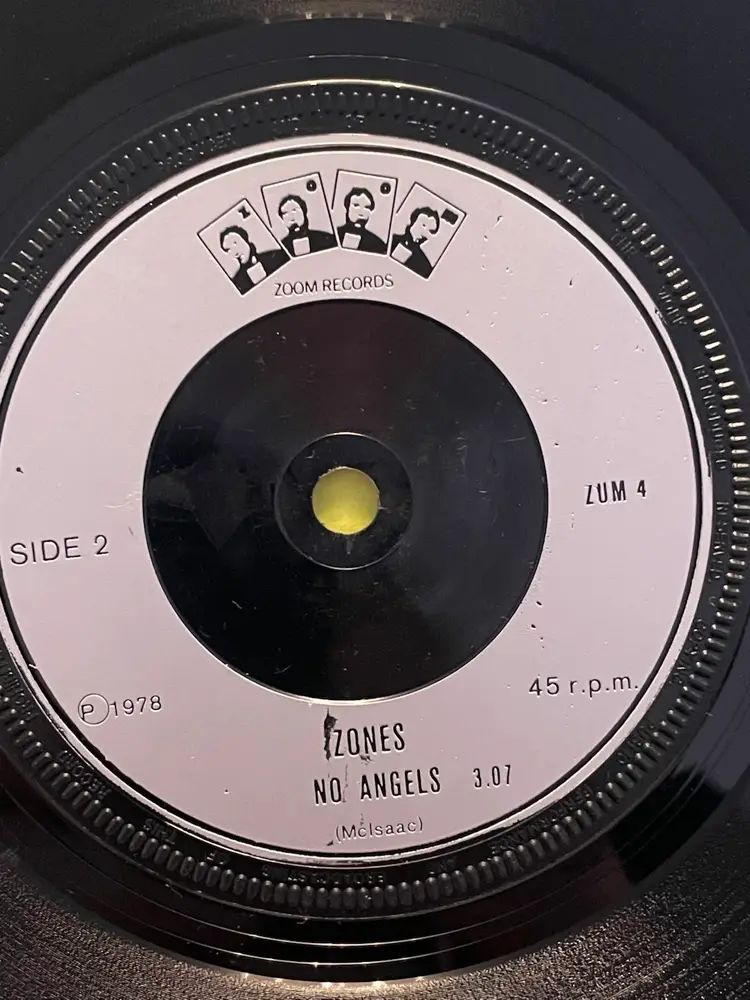 ZOOM RECORDS
ZUM 4
SIDE 2
℗ 1978
45 r.p.m.
ZONES
NO ANGELS 3.07
(McIsaac)